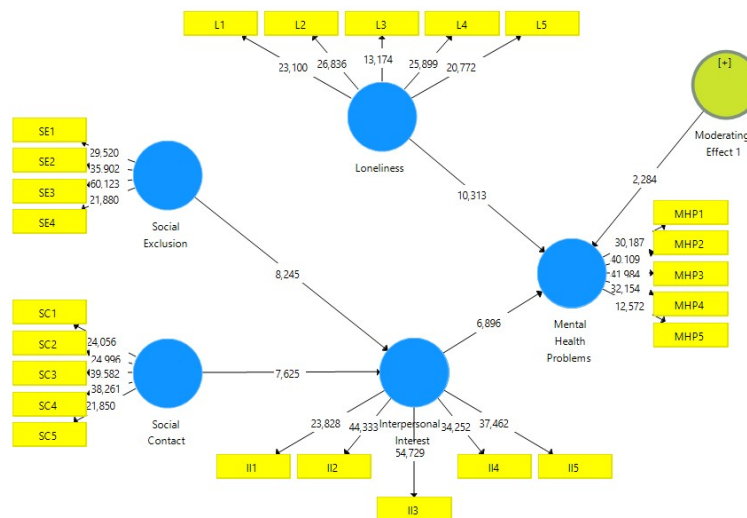 L1
L2
L3
L4
L5
23,100
26,836
13,174
25,899
20,772
[+]
Moderating
Effect 1
Loneliness
SE1
SE2
SE3
SE4
29,520
35,902
60,123
21,880
Social
Exclusion
10,313
2,284
8,245
MHP1
MHP2
MHP3
MHP4
MHP5
30,187
40,109
41,984
32,154
12,572
Mental
Health
Problems
6,896
SC1
SC2
SC3
SC4
SC5
24,056
24,996
39,582
38,261
21,850
Social
Contact
7,625
Interpersonal
Interest
23,828
44,333
54,729
34,252
37,462
II1
II2
II3
II4
II5